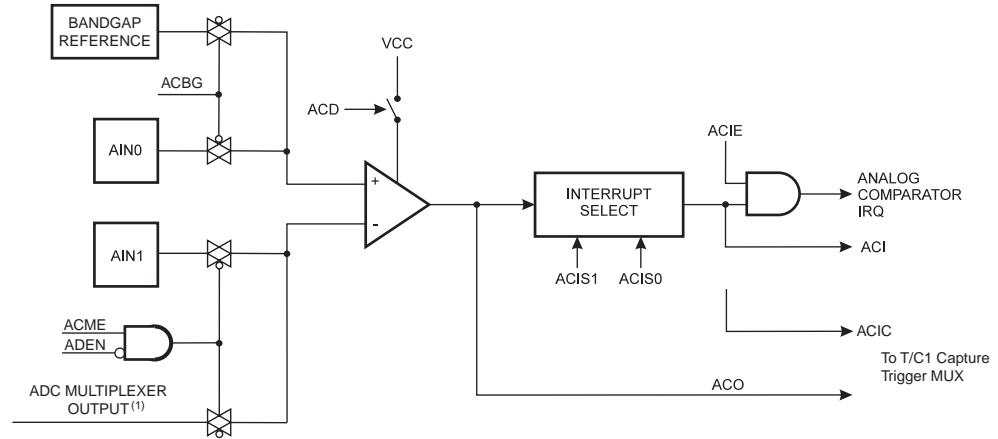 BANDGAP
REFERENCE
VCC
ACBG
ACD
AIN0
ACIE
+
INTERRUPT
SELECT
ANALOG
COMPARATOR
IRQ
-
AIN1
ACI
ACIS1 ACIS0
ACME
ADEN
ACIC
To T/C1 Capture
Trigger MUX
ADC MULTIPLEXER
OUTPUT (1)
ACO